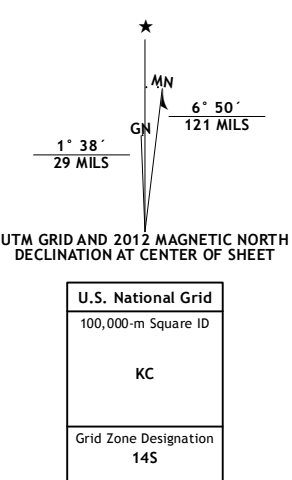 ★
MN
6° 50´
121 MILS
GN
1° 38´
29 MILS
UTM GRID AND 2012 MAGNETIC NORTH
DECLINATION AT CENTER OF SHEET
U.S. National Grid
100,000-m Square ID
KC
Grid Zone Designation
14S